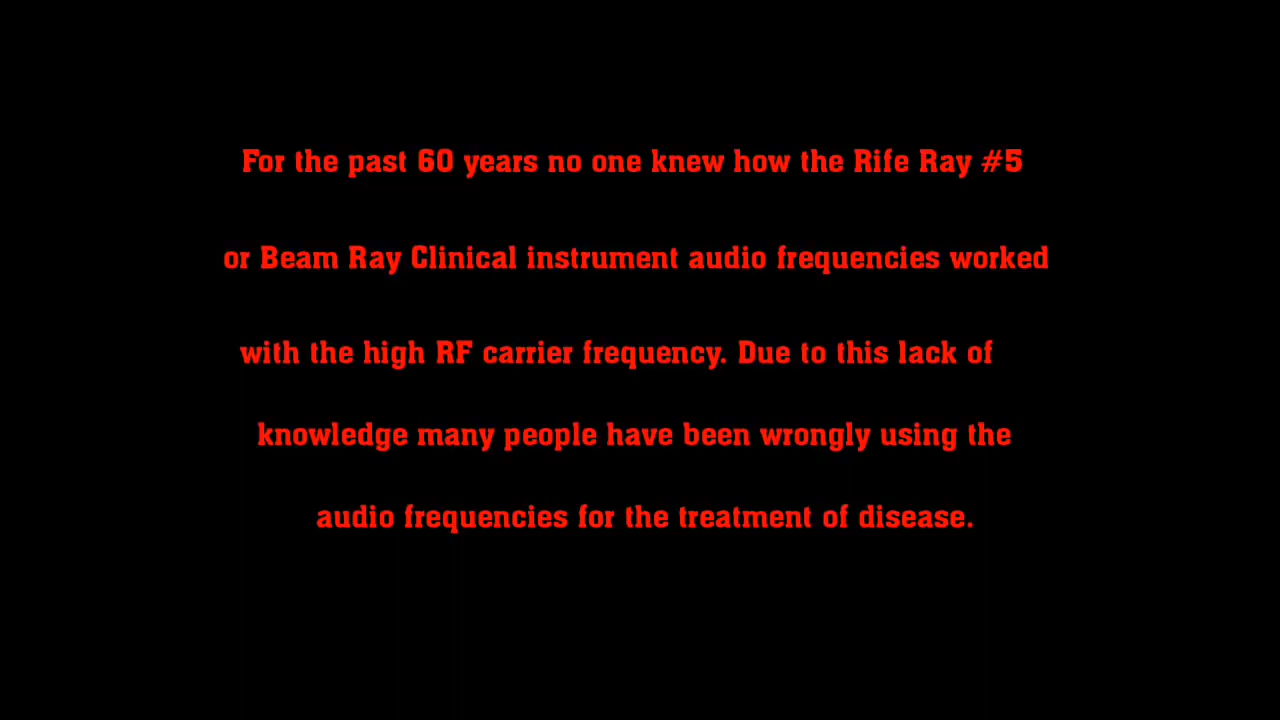 For the past 60 years no one knew how the Rife Ray #5
or Beam Ray Clinical instrument audio frequencies worked
with the high RF carrier frequency. Due to this lack of
knowledge many people have been wrongly using the
audio frequencies for the treatment of disease.